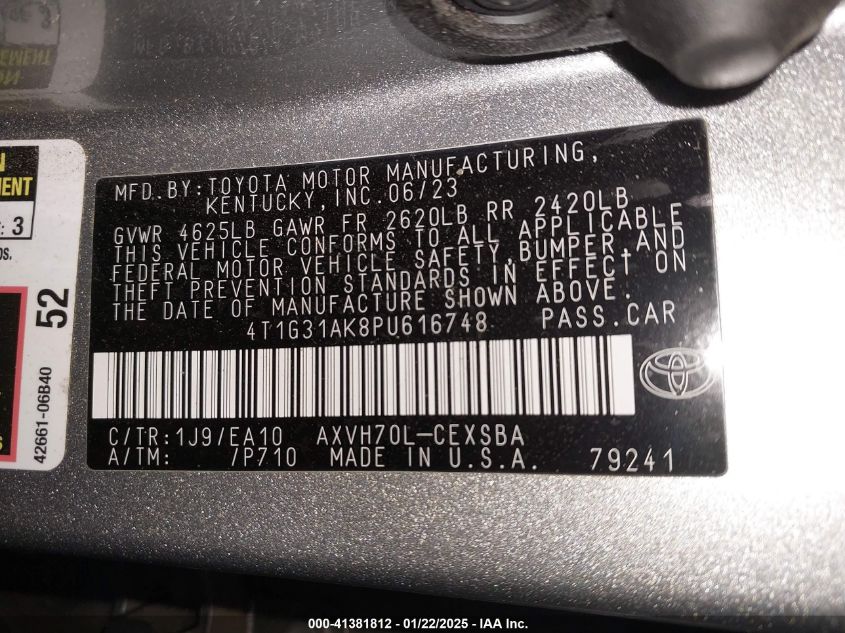 MENT
: 3
52
42661-06B40
MFD.BY:TOYOTA MOTOR MANUFACTURING,
KENTUCKY,INC.06/23
GVWR 4625LB GAWR FR 2620LB RR 2420LB
THIS VEHICLE CONFORMS TO ALL APPLICABLE
FEDERAL MOTOR VEHICLE SAFETY,BUMPER,AND
THEFT PREVENTION STANDARDS IN EFFECT ON
THE DATE OF MANUFACTURE SHOWN ABOVE.
4T1G31AK8PU616748 PASS.CAR
C/TR:1J9/EA10 AXVH70L-CEXSBA
A/TM: /P710 MADE IN U.S.A. 79241
000-41381812 - 01/22/2025 - © IAA Inc.